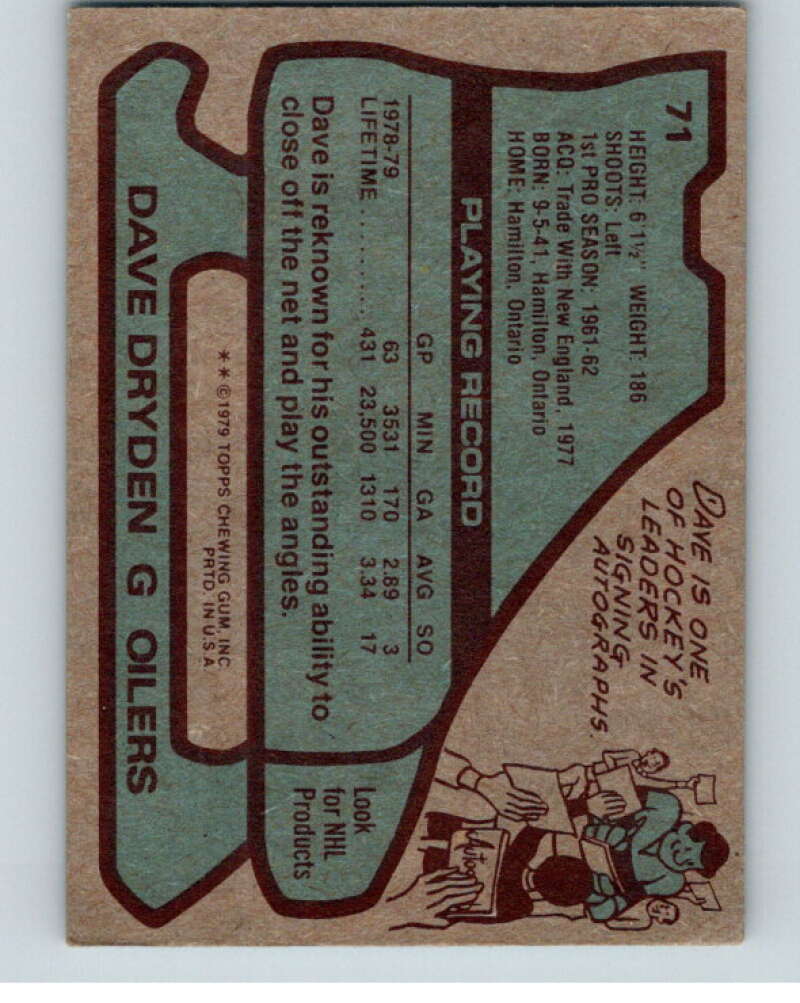 71
HEIGHT: 6'1½" WEIGHT: 186
SHOOTS: Left
1st PRO SEASON: 1961-62
ACQ: Trade With New England, 1977
BORN: 9-5-41, Hamilton, Ontario
HOME: Hamilton, Ontario
DAVE IS ONE
OF HOCKEY'S
LEADERS IN
SIGNING
AUTOGRAPHS.
Autog
PLAYING RECORD
GP MIN GA AVG SO
1978-79 63 3531 170 2.89 3
LIFETIME......... 431 23,500 1310 3.34 17
Dave is reknown for his outstanding ability to
close off the net and play the angles.
Look
for NHL
Products
**©1979 TOPPS CHEWING GUM, INC.
PRTD. IN U.S.A.
DAVE DRYDEN G OILERS